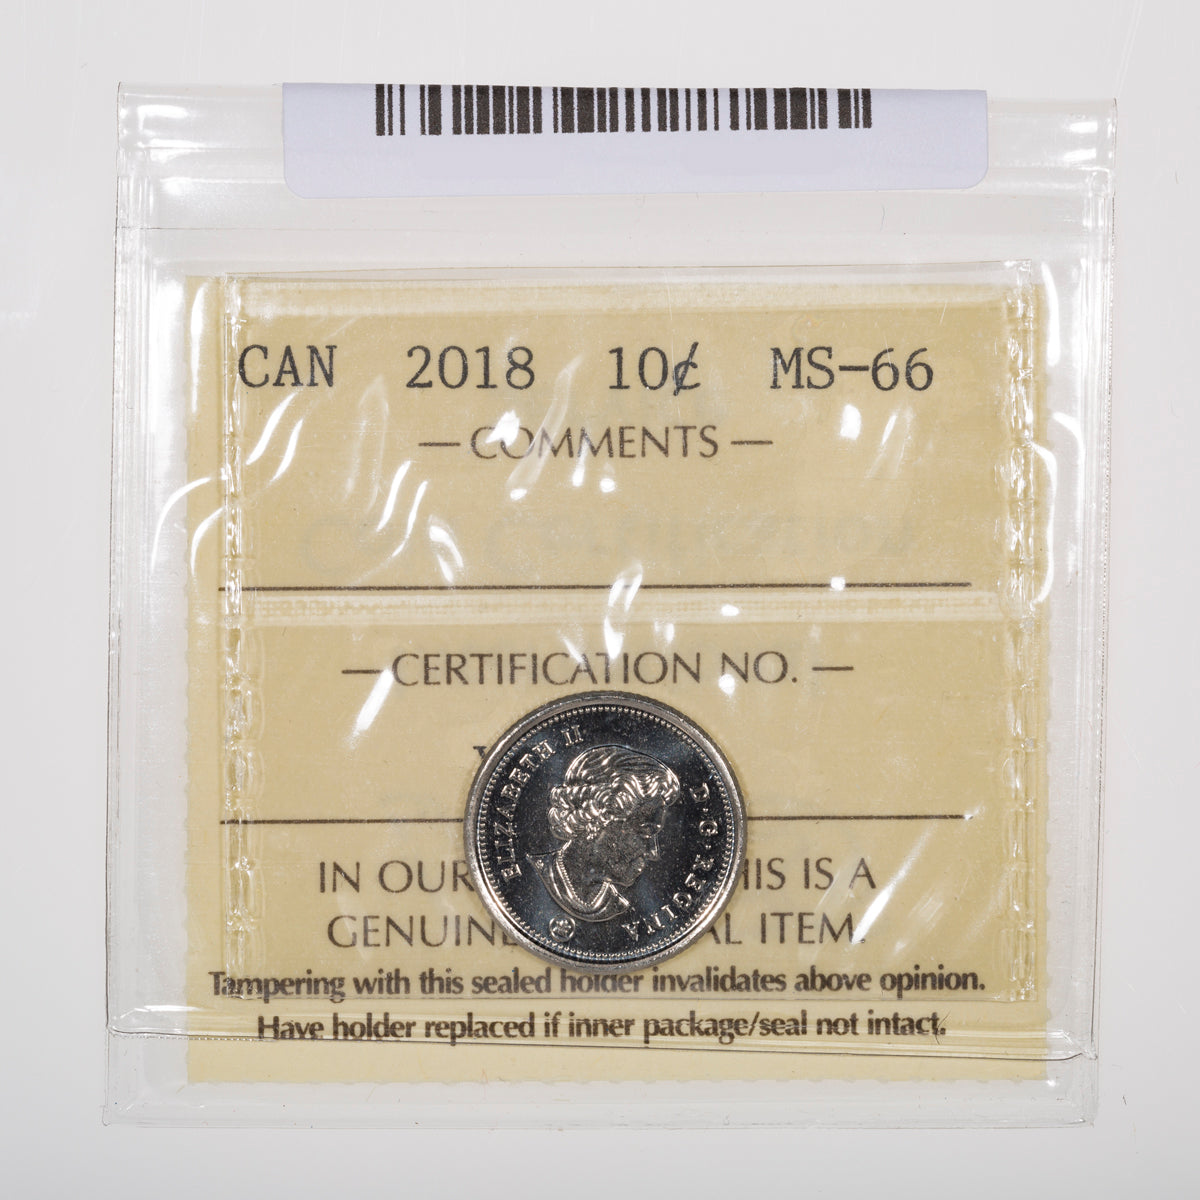 CAN 2018 10¢ MS-66
— COMMENTS —
— CERTIFICATION NO. —
ELIZABETH II D·G·REGINA
IN OUR HIS IS A
GENUIN AL ITEM.
Tampering with this sealed holder invalidates above opinion.
Have holder replaced if inner package/seal not intact.